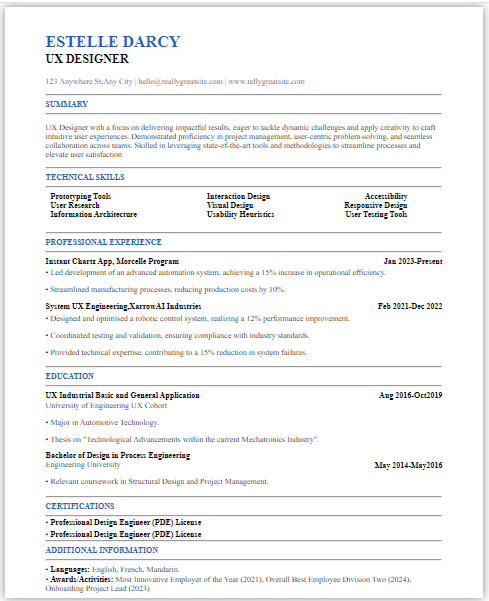 ESTELLE DARCY
UX DESIGNER
123 Anywhere St.Any City | hello@reallygreatsite.com | www.rellygreatsite.com
SUMMARY
UX Designer with a focus on delivering impactful results, eager to tackle dynamic challenges and apply creativity to craft
intuitive user experiences. Demonstrated proficiency in project management, user-centric problem-solving, and seamless
collaboration across teams. Skilled in leveraging state-of-the-art tools and methodologies to streamline processes and
elevate user satisfaction
TECHNICAL SKILLS
Prototyping Tools Interaction Design Accessibility
User Research Visual Design Responsive Design
Information Architecture Usability Heuristics User Testing Tools
PROFESSIONAL EXPERIENCE
Instant Chartz App, Morcelle Program Jan 2023-Present
• Led development of an advanced automation system, achieving a 15% increase in operational efficiency.
• Streamlined manufacturing processes, reducing production costs by 10%.
System UX Engineering,XarrowAI Industries Feb 2021-Dec 2022
• Designed and optimised a robotic control system, realizing a 12% performance improvement.
• Coordinated testing and validation, ensuring compliance with industry standards.
• Provided technical expertise, contributing to a 15% reduction in system failures.
EDUCATION
UX Industrial Basic and General Application Aug 2016-Oct2019
University of Engineering UX Cohort
• Major in Automotive Technology.
• Thesis on "Technological Advancements within the current Mechatronics Industry".
Bachelor of Design in Process Engineering
Engineering University May 2014-May2016
• Relevant coursework in Structural Design and Project Management.
CERTIFICATIONS
• Professional Design Engineer (PDE) License
• Professional Design Engineer (PDE) License
ADDITIONAL INFORMATION
• Languages: English, French, Mandarin.
• Awards/Activities: Most Innovative Employer of the Year (2021), Overall Best Employee Division Two (2024),
Onboarding Project Lead (2023)